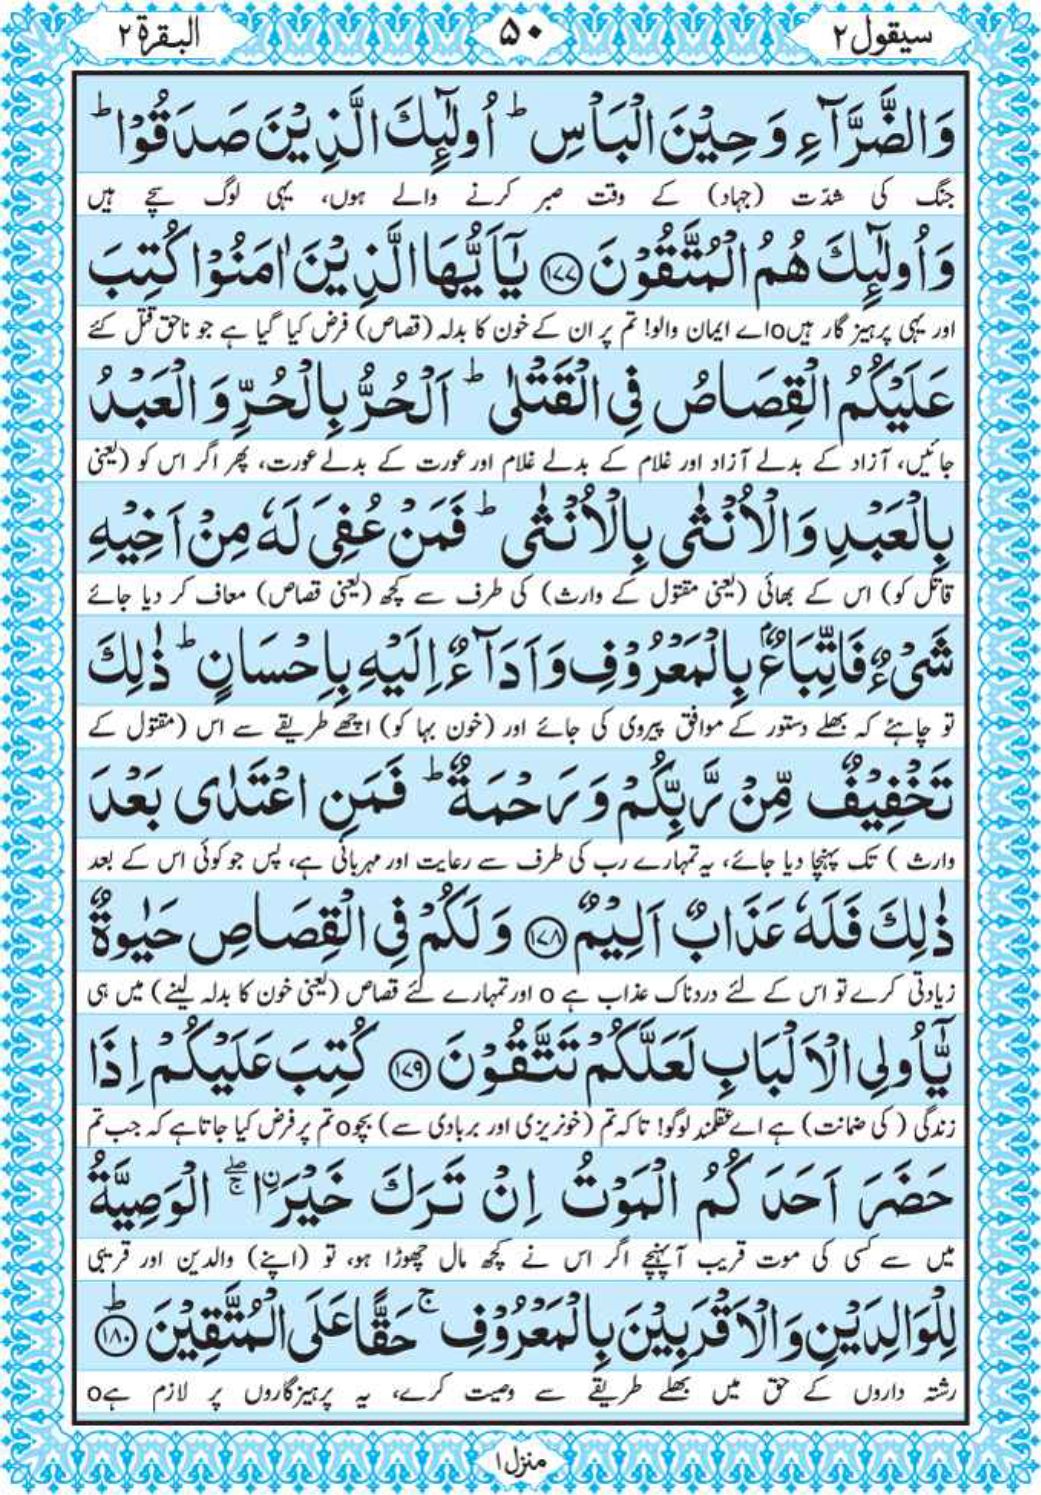 سیقول ٢
٥٠
البقرة ٢
وَالضَّرَّآءِ وَحِیْنَ الْبَاْسِ ؕ اُولٰٓئِكَ الَّذِیْنَ صَدَقُوْا ؕ
جنگ کی شدّت (جہاد) کے وقت صبر کرنے والے ہوں، یہی لوگ سچے ہیں
وَاُولٰٓئِكَ هُمُ الْمُتَّقُوْنَ ﴿۱۷۷﴾ یٰۤاَیُّهَا الَّذِیْنَ اٰمَنُوْا كُتِبَ
اور یہی پرہیز گار ہیںo اے ایمان والو! تم پر ان کے خون کا بدلہ (قصاص) فرض کیا گیا ہے جو ناحق قتل کئے
عَلَیْكُمُ الْقِصَاصُ فِی الْقَتْلٰی ؕ اَلْحُرُّ بِالْحُرِّ وَ الْعَبْدُ
جائیں، آزاد کے بدلے آزاد اور غلام کے بدلے غلام اور عورت کے بدلے عورت، پھر اگر اس کو (یعنی
بِالْعَبْدِ وَالْاُنْثٰی بِالْاُنْثٰی ؕ فَمَنْ عُفِیَ لَهٗ مِنْ اَخِیْهِ
قاتل کو) اس کے بھائی (یعنی مقتول کے وارث) کی طرف سے کچھ (یعنی قصاص) معاف کر دیا جائے
شَیْءٌ فَاتِّبَاعٌۢ بِالْمَعْرُوْفِ وَاَدَآءٌ اِلَیْهِ بِاِحْسَانٍ ؕ ذٰلِكَ
تو چاہئے کہ بھلے دستور کے موافق پیروی کی جائے اور (خون بہا کو) اچھے طریقے سے اس (مقتول کے
تَخْفِیْفٌ مِّنْ رَّبِّكُمْ وَرَحْمَةٌ ؕ فَمَنِ اعْتَدٰی بَعْدَ
وارث ) تک پہنچا دیا جائے، یہ تمہارے رب کی طرف سے رعایت اور مہربانی ہے، پس جو کوئی اس کے بعد
ذٰلِكَ فَلَهٗ عَذَابٌ اَلِیْمٌ ﴿۱۷۸﴾ وَلَكُمْ فِی الْقِصَاصِ حَیٰوةٌ
زیادتی کرے تو اس کے لئے دردناک عذاب ہے o اور تمہارے لئے قصاص (یعنی خون کا بدلہ لینے) میں ہی
یّٰۤاُولِی الْاَلْبَابِ لَعَلَّكُمْ تَتَّقُوْنَ ﴿۱۷۹﴾ كُتِبَ عَلَیْكُمْ اِذَا
زندگی ( کی ضمانت) ہے اے عقلمند لوگو! تا کہ تم (خونریزی اور بربادی سے) بچوo تم پر فرض کیا جاتا ہے کہ جب تم
حَضَرَ اَحَدَكُمُ الْمَوْتُ اِنْ تَرَكَ خَیْرَاۖۚ ۨالْوَصِیَّةُ
میں سے کسی کی موت قریب آ پہنچے اگر اس نے کچھ مال چھوڑا ہو، تو (اپنے) والدین اور قریبی
لِلْوَالِدَیْنِ وَالْاَقْرَبِیْنَ بِالْمَعْرُوْفِ ۚ حَقًّا عَلَی الْمُتَّقِیْنَ ﴿۱۸۰﴾ؕ
رشتہ داروں کے حق میں بھلے طریقے سے وصیت کرے، یہ پرہیزگاروں پر لازم ہےo
منزل ١